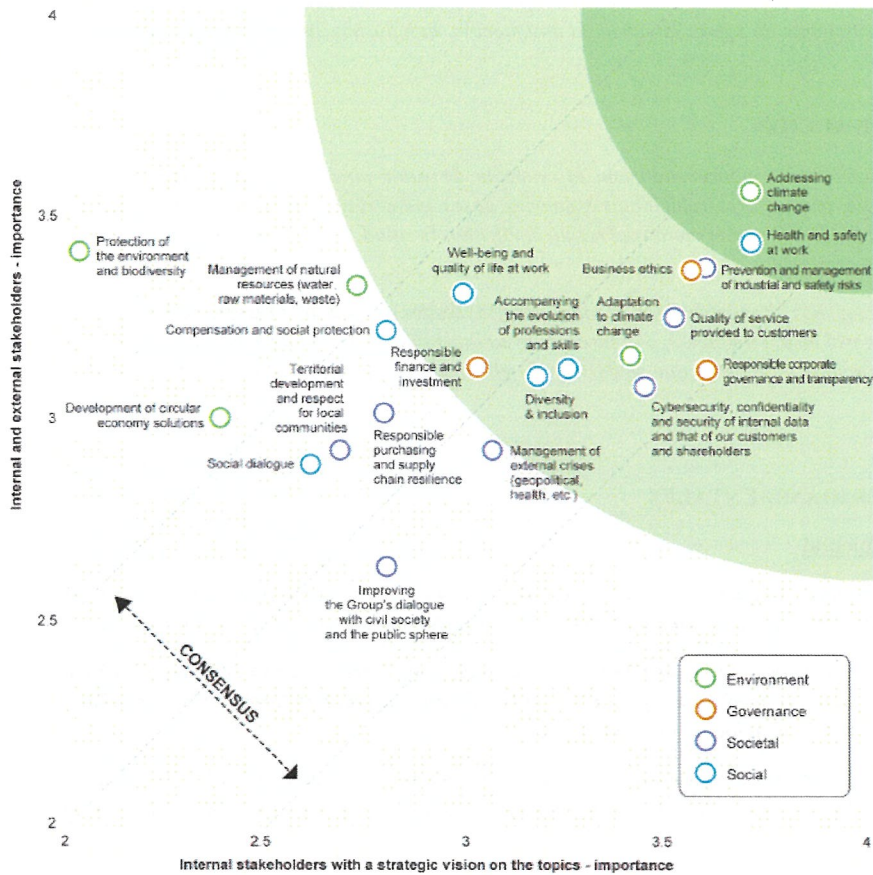 4
3.5
3
2.5
2
2
2.5
3
3.5
4
Internal and external stakeholders - importance
Internal stakeholders with a strategic vision on the topics - importance
Addressing
climate
change
Health and safety
at work
Business ethics
Prevention and management
of industrial and safety risks
Protection of
the environment
and biodiversity
Management of natural
resources (water,
raw materials, waste)
Well-being and
quality of life at work
Accompanying
the evolution
of professions
and skills
Adaptation
to climate
change
Quality of service
provided to customers
Compensation and social protection
Responsible
finance and
investment
Responsible corporate
governance and transparency
Territorial
development
and respect
for local
communities
Diversity
& inclusion
Cybersecurity, confidentiality
and security of internal data
and that of our customers
and shareholders
Development of circular
economy solutions
Social dialogue
Responsible
purchasing
and supply
chain resilience
Management of
external crises
(geopolitical,
health, etc.)
Improving
the Group's dialogue
with civil society
and the public sphere
CONSENSUS
Environment
Governance
Societal
Social